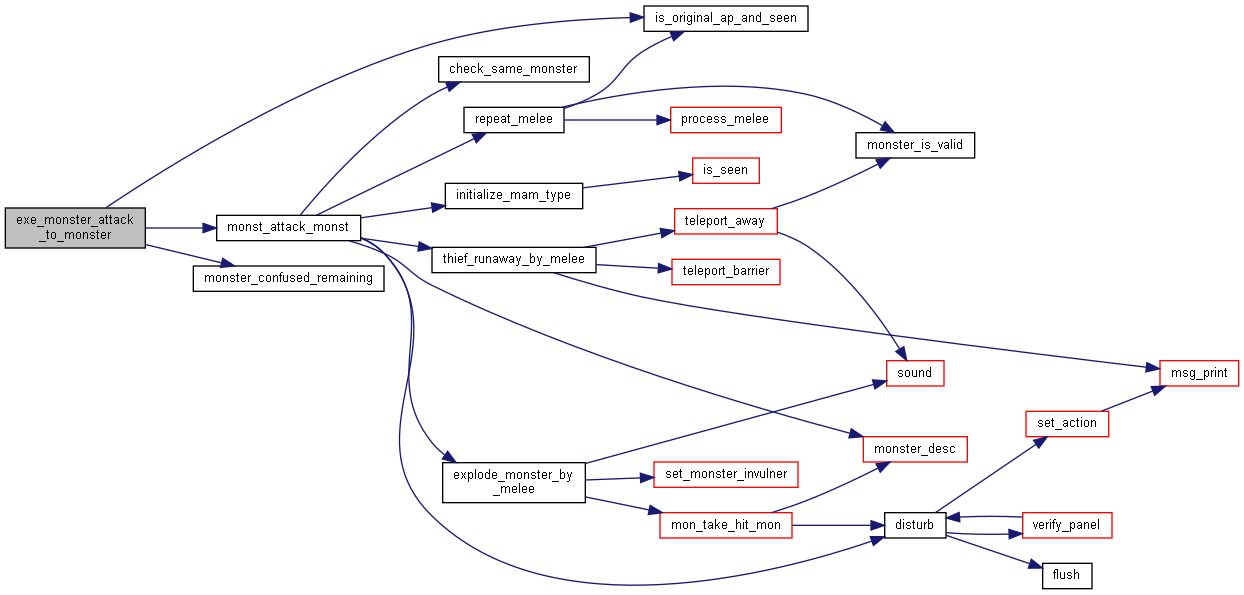 is_original_ap_and_seen
check_same_monster
repeat_melee
process_melee
monster_is_valid
is_seen
initialize_mam_type
exe_monster_attack
_to_monster
monst_attack_monst
teleport_away
thief_runaway_by_melee
teleport_barrier
monster_confused_remaining
sound
msg_print
set_action
monster_desc
explode_monster_by
_melee
set_monster_invulner
mon_take_hit_mon
disturb
verify_panel
flush